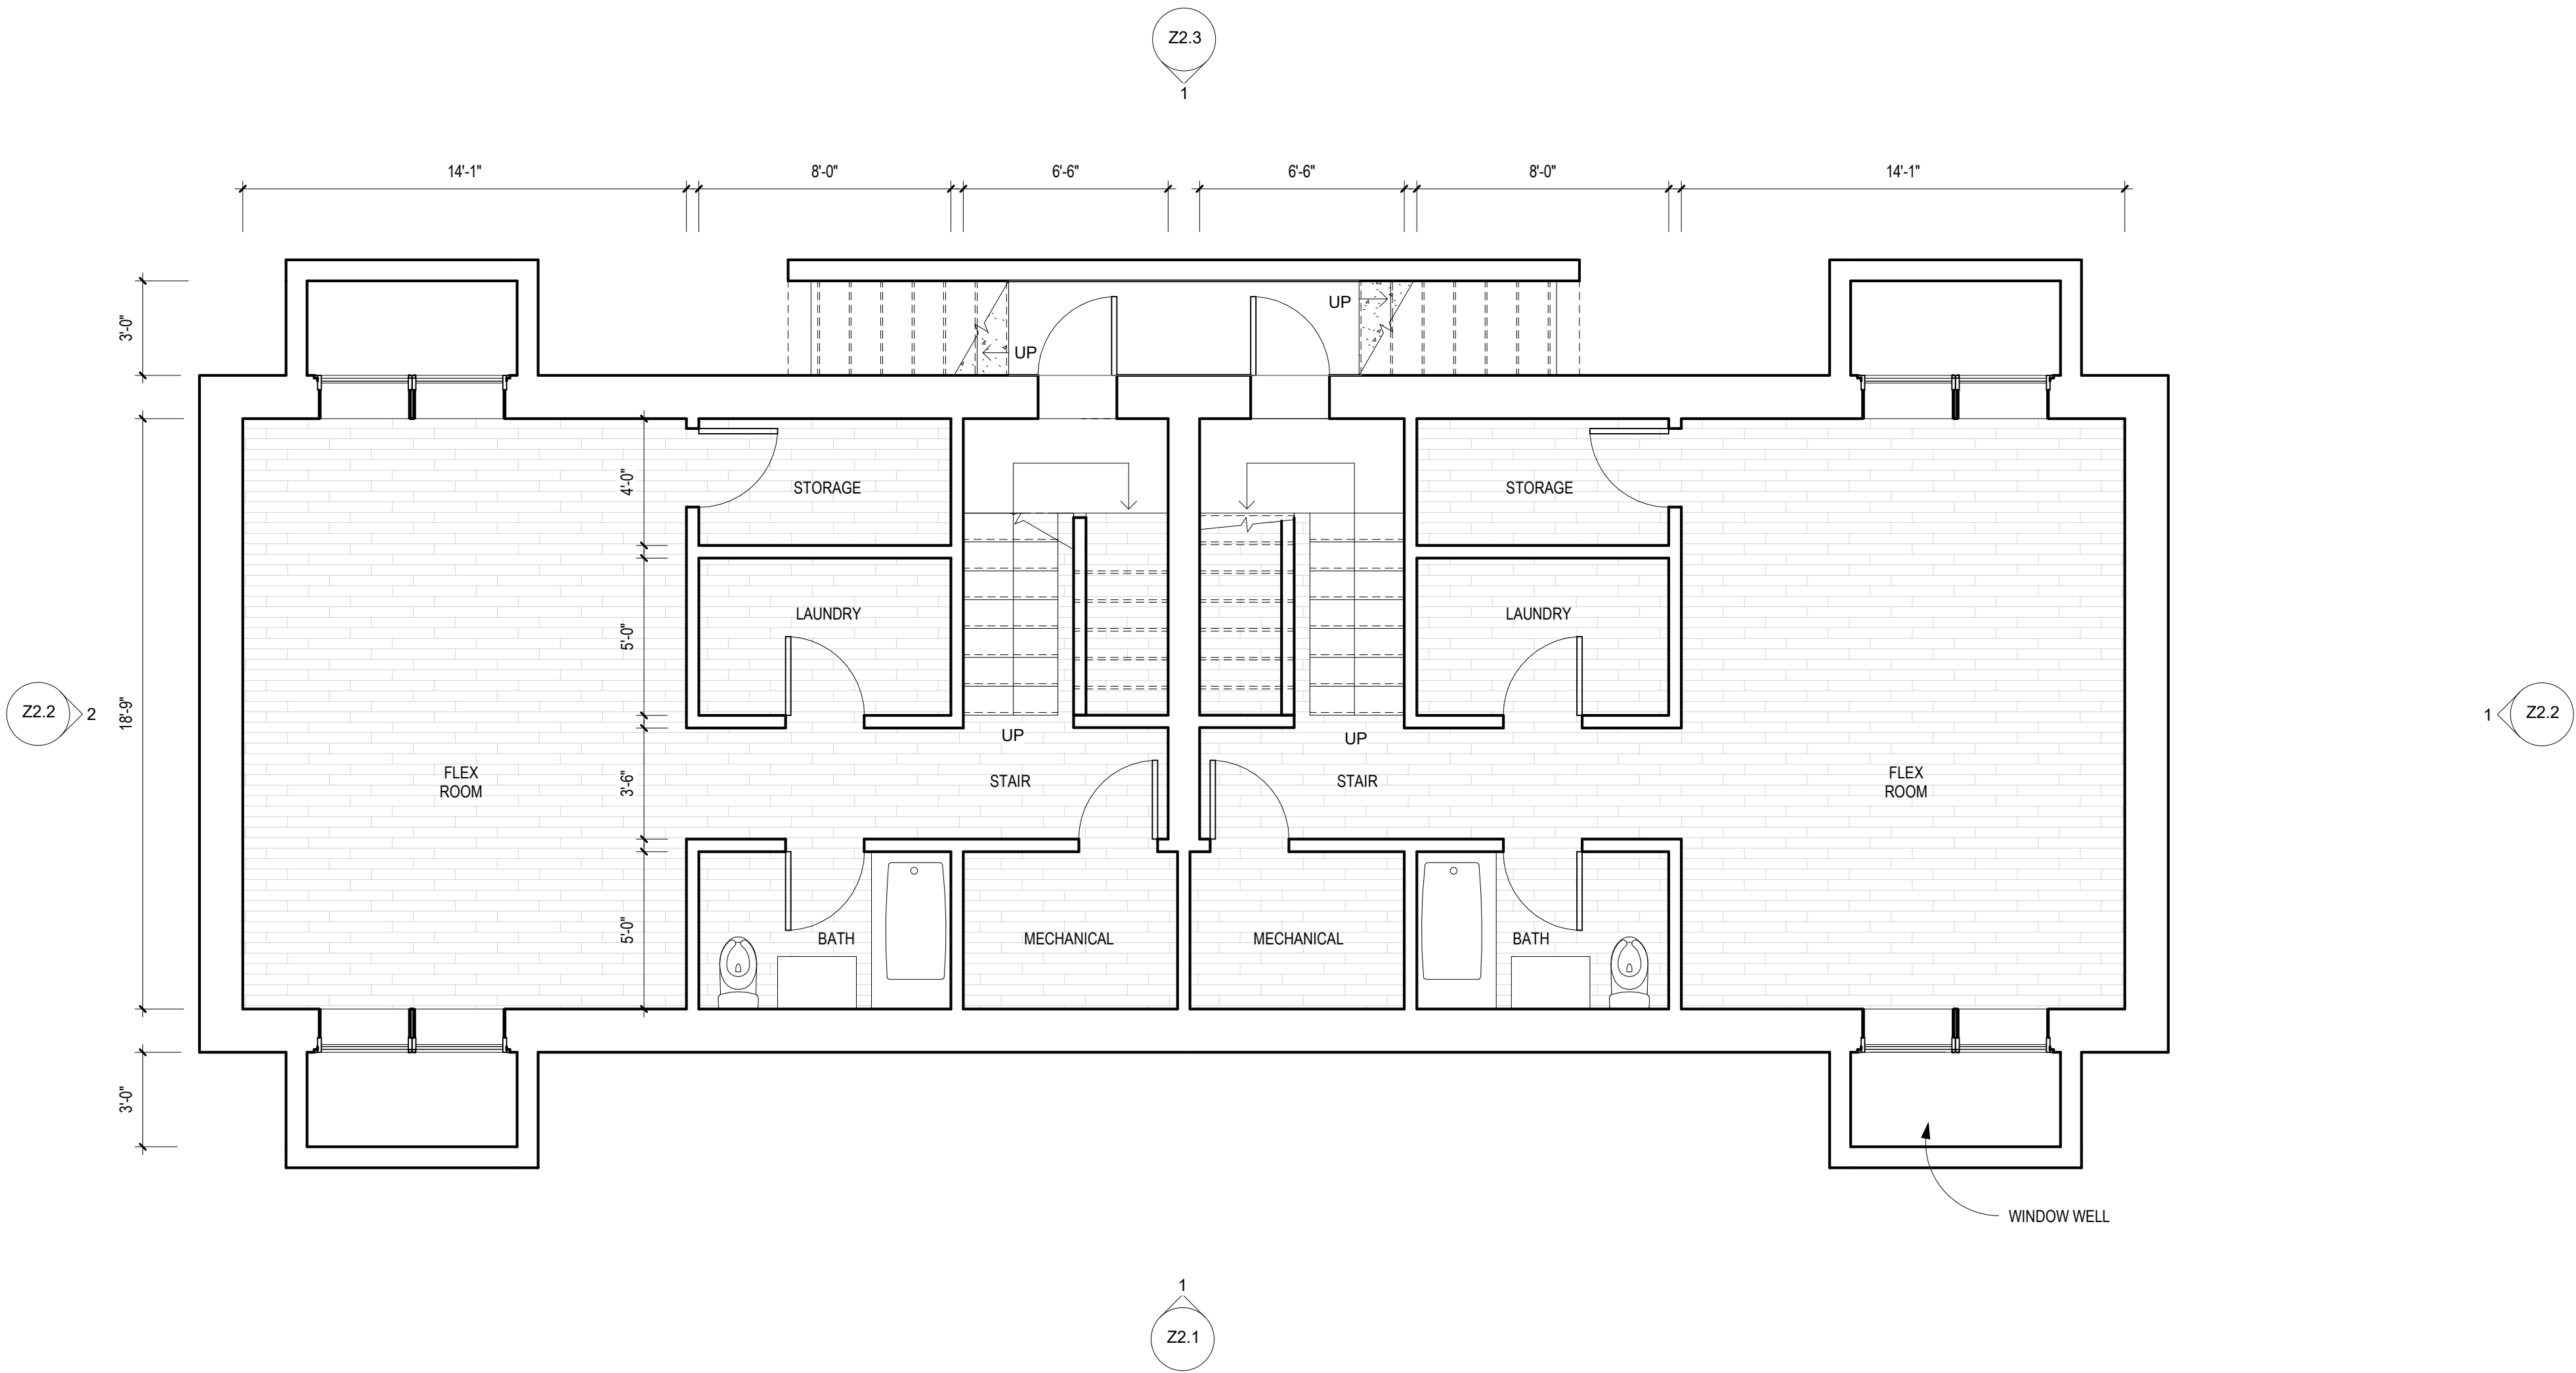 Z2.3
1
14'-1"
8'-0"
6'-6"
6'-6"
8'-0"
14'-1"
3'-0"
UP
UP
4'-0"
STORAGE
STORAGE
5'-0"
LAUNDRY
LAUNDRY
Z2.2
2
18'-9"
1
Z2.2
UP
UP
FLEX
ROOM
3'-6"
STAIR
STAIR
FLEX
ROOM
5'-0"
BATH
MECHANICAL
MECHANICAL
BATH
3'-0"
WINDOW WELL
1
Z2.1